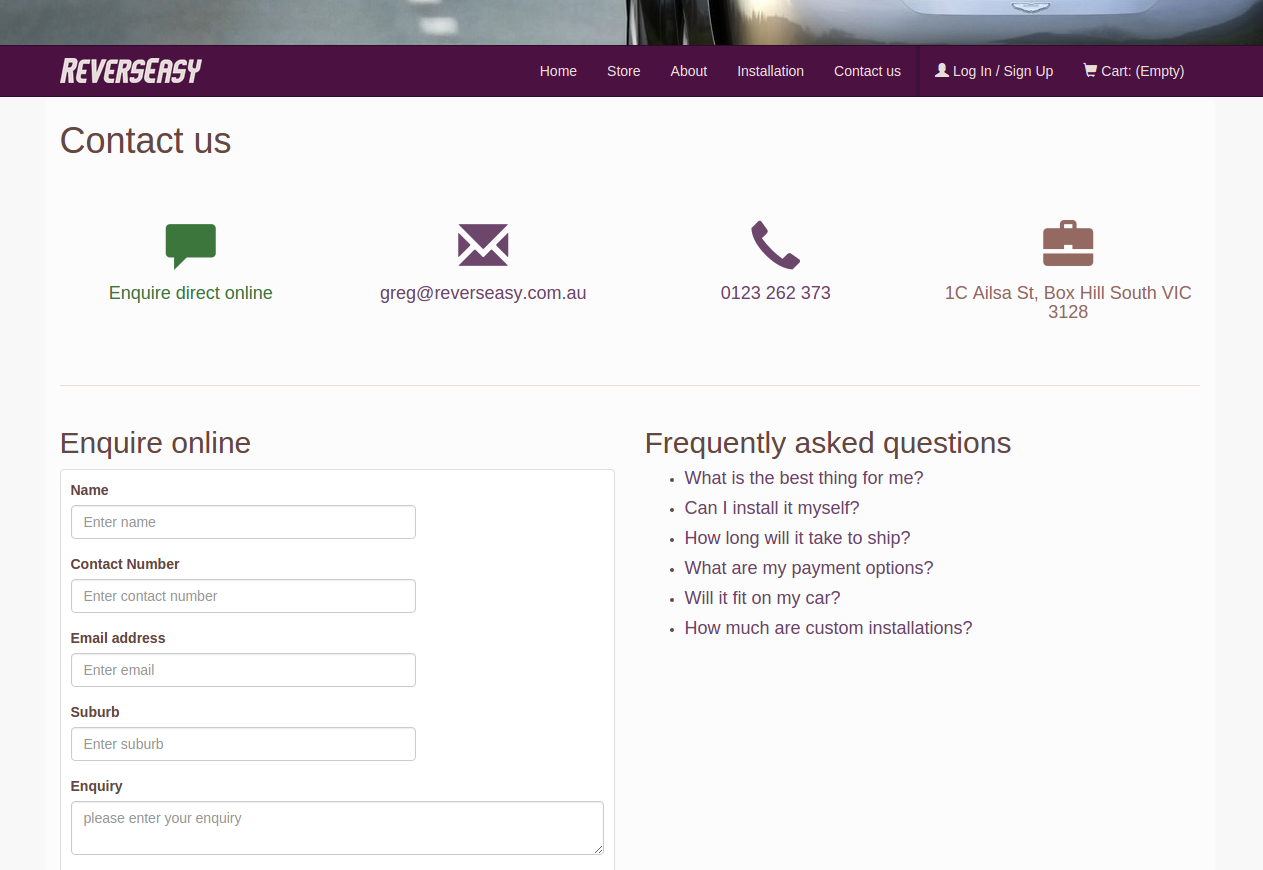 REVERSEASY
Home
Store
About
Installation
Contact us
Log In / Sign Up
Cart: (Empty)
Contact us
Enquire direct online
greg@reverseasy.com.au
0123 262 373
1C Ailsa St, Box Hill South VIC
3128
Enquire online
Name
Enter name
Contact Number
Enter contact number
Email address
Enter email
Suburb
Enter suburb
Enquiry
please enter your enquiry
Frequently asked questions
What is the best thing for me?
Can I install it myself?
How long will it take to ship?
What are my payment options?
Will it fit on my car?
How much are custom installations?